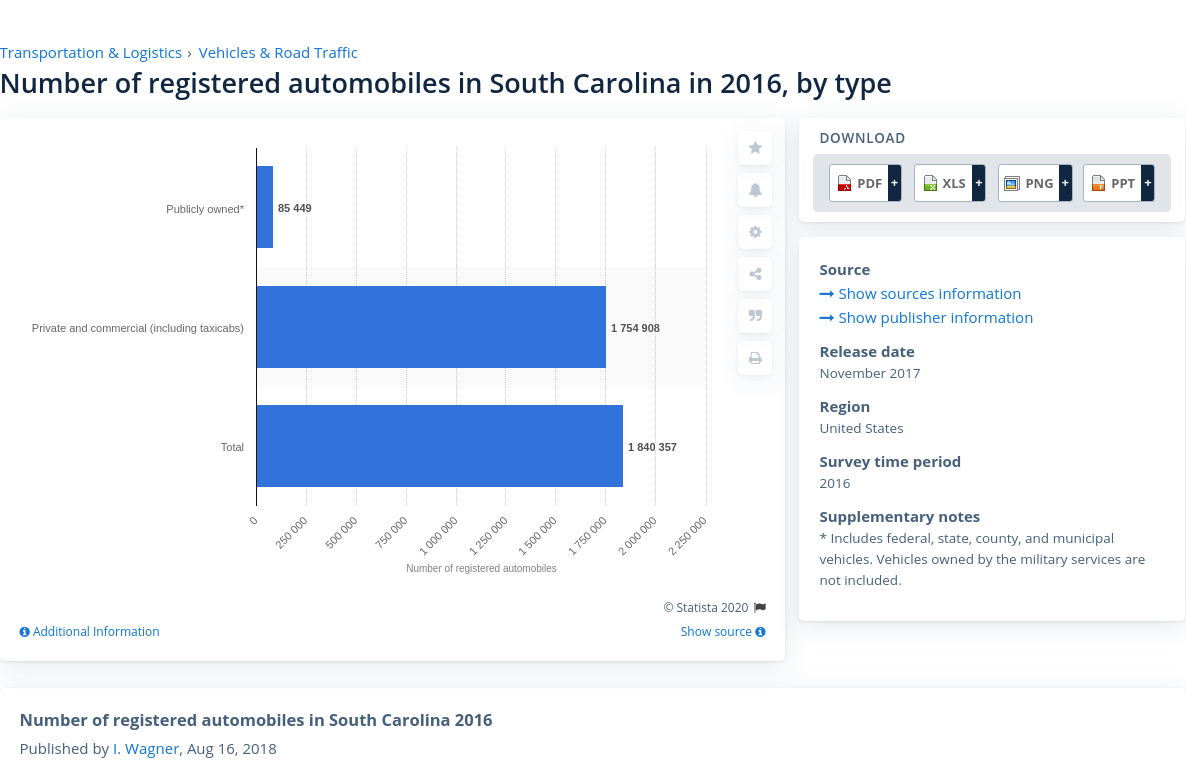 Transportation & Logistics › Vehicles & Road Traffic
Number of registered automobiles in South Carolina in 2016, by type
Publicly owned*
85 449
Private and commercial (including taxicabs)
1 754 908
Total
1 840 357
0
250 000
500 000
750 000
1 000 000
1 250 000
1 500 000
1 750 000
2 000 000
2 250 000
Number of registered automobiles
© Statista 2020
Additional Information
Show source
DOWNLOAD
PDF +
XLS +
PNG +
PPT +
Source
Show sources information
Show publisher information
Release date
November 2017
Region
United States
Survey time period
2016
Supplementary notes
* Includes federal, state, county, and municipal
vehicles. Vehicles owned by the military services are
not included.
Number of registered automobiles in South Carolina 2016
Published by I. Wagner, Aug 16, 2018